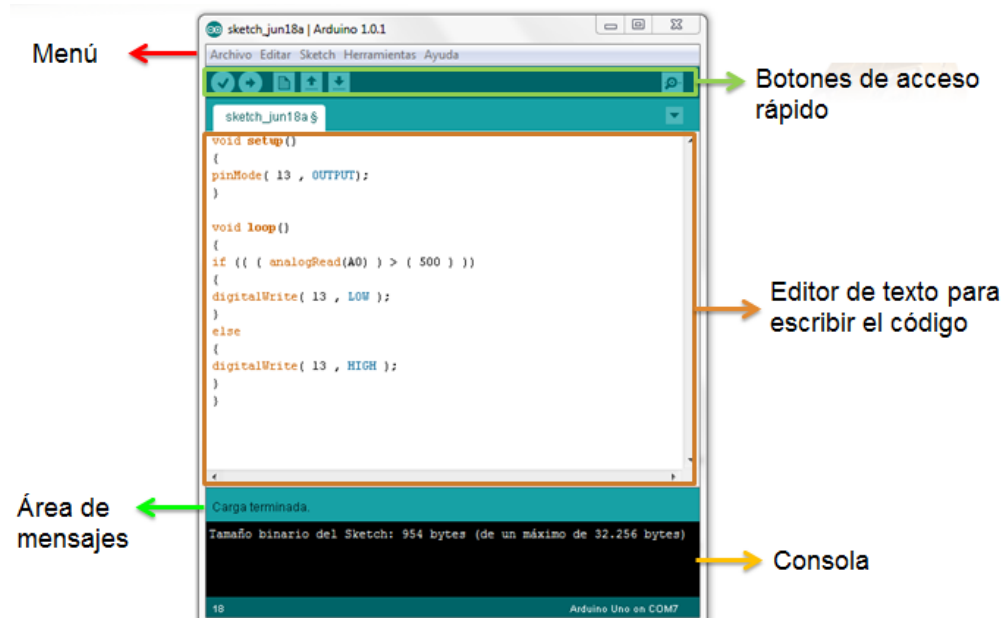 sketch_jun18a | Arduino 1.0.1
Menú
Archivo Editar Sketch Herramientas Ayuda
Botones de acceso
rápido
sketch_jun18a §
void setup()
{
pinMode( 13 , OUTPUT);
}
void loop()
{
if (( ( analogRead(A0) ) > ( 500 ) ))
{
digitalWrite( 13 , LOW );
}
else
{
digitalWrite( 13 , HIGH );
}
}
Editor de texto para
escribir el código
Área de
mensajes
Carga terminada.
Tamaño binario del Sketch: 954 bytes (de un máximo de 32.256 bytes)
Consola
18
Arduino Uno on COM7